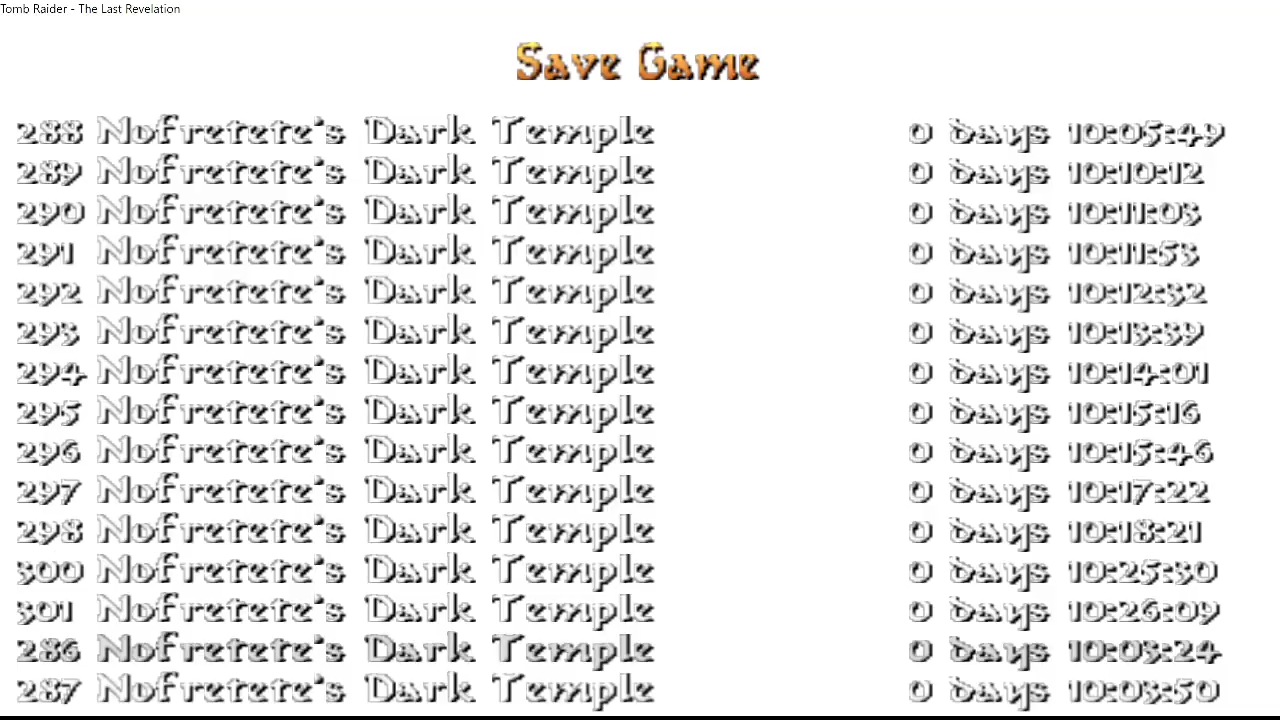 Tomb Raider - The Last Revelation
Save Game
288 Nofretete's Dark Temple 0 days 10:05:49
289 Nofretete's Dark Temple 0 days 10:10:12
290 Nofretete's Dark Temple 0 days 10:11:03
291 Nofretete's Dark Temple 0 days 10:11:53
292 Nofretete's Dark Temple 0 days 10:12:32
293 Nofretete's Dark Temple 0 days 10:13:39
294 Nofretete's Dark Temple 0 days 10:14:01
295 Nofretete's Dark Temple 0 days 10:15:16
296 Nofretete's Dark Temple 0 days 10:15:46
297 Nofretete's Dark Temple 0 days 10:17:22
298 Nofretete's Dark Temple 0 days 10:18:21
300 Nofretete's Dark Temple 0 days 10:25:30
301 Nofretete's Dark Temple 0 days 10:26:09
286 Nofretete's Dark Temple 0 days 10:03:24
287 Nofretete's Dark Temple 0 days 10:03:50